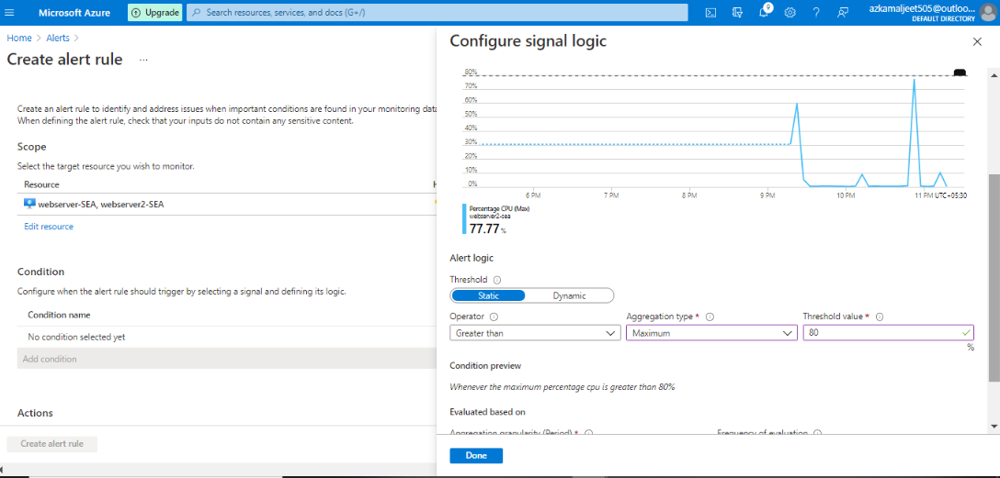 Microsoft Azure
Upgrade
Search resources, services, and docs (G+/)
9
azkamaljeet505@outloo...
DEFAULT DIRECTORY
Home > Alerts >
Create alert rule ...
Create an alert rule to identify and address issues when important conditions are found in your monitoring data
When defining the alert rule, check that your inputs do not contain any sensitive content.
Scope
Select the target resource you wish to monitor.
Resource
webserver-SEA, webserver2-SEA
Edit resource
Condition
Configure when the alert rule should trigger by selecting a signal and defining its logic.
Condition name
No condition selected yet
Add condition
Actions
Create alert rule
Configure signal logic
80%
70%
60%
50%
40%
30%
20%
10%
0%
6 PM 7 PM 8 PM 9 PM 10 PM 11 PM UTC+05:30
Percentage CPU (Max)
webserver2-sea
77.77 %
Alert logic
Threshold
Static Dynamic
Operator Aggregation type * Threshold value *
Greater than Maximum 80
%
Condition preview
Whenever the maximum percentage cpu is greater than 80%
Evaluated based on
Aggregation granularity (Period) * Frequency of evaluation
Done